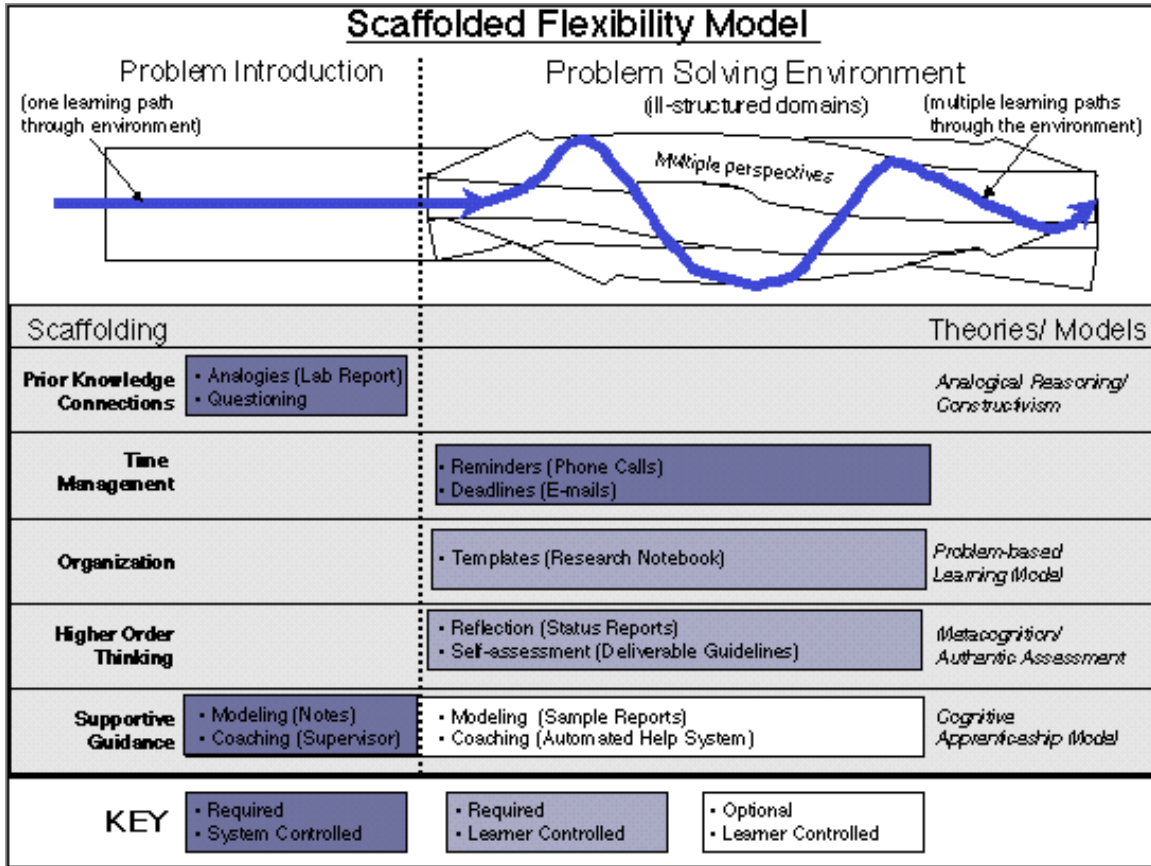 Scaffolded Flexibility Model
Problem Introduction
Problem Solving Environment
(one learning path
through environment)
(ill-structured domains)
(multiple learning paths
through the environment)
Multiple perspectives
Scaffolding
Theories/ Models
Prior Knowledge
Connections
• Analogies (Lab Report)
• Questioning
Analogical Reasoning/
Constructivism
Time
Management
• Reminders (Phone Calls)
• Deadlines (E-mails)
Organization
• Templates (Research Notebook)
Problem-based
Learning Model
Higher Order
Thinking
• Reflection (Status Reports)
• Self-assessment (Deliverable Guidelines)
Metacognition/
Authentic Assessment
Supportive
Guidance
• Modeling (Notes)
• Coaching (Supervisor)
• Modeling (Sample Reports)
• Coaching (Automated Help System)
Cognitive
Apprenticeship Model
KEY
• Required
• System Controlled
• Required
• Learner Controlled
• Optional
• Learner Controlled